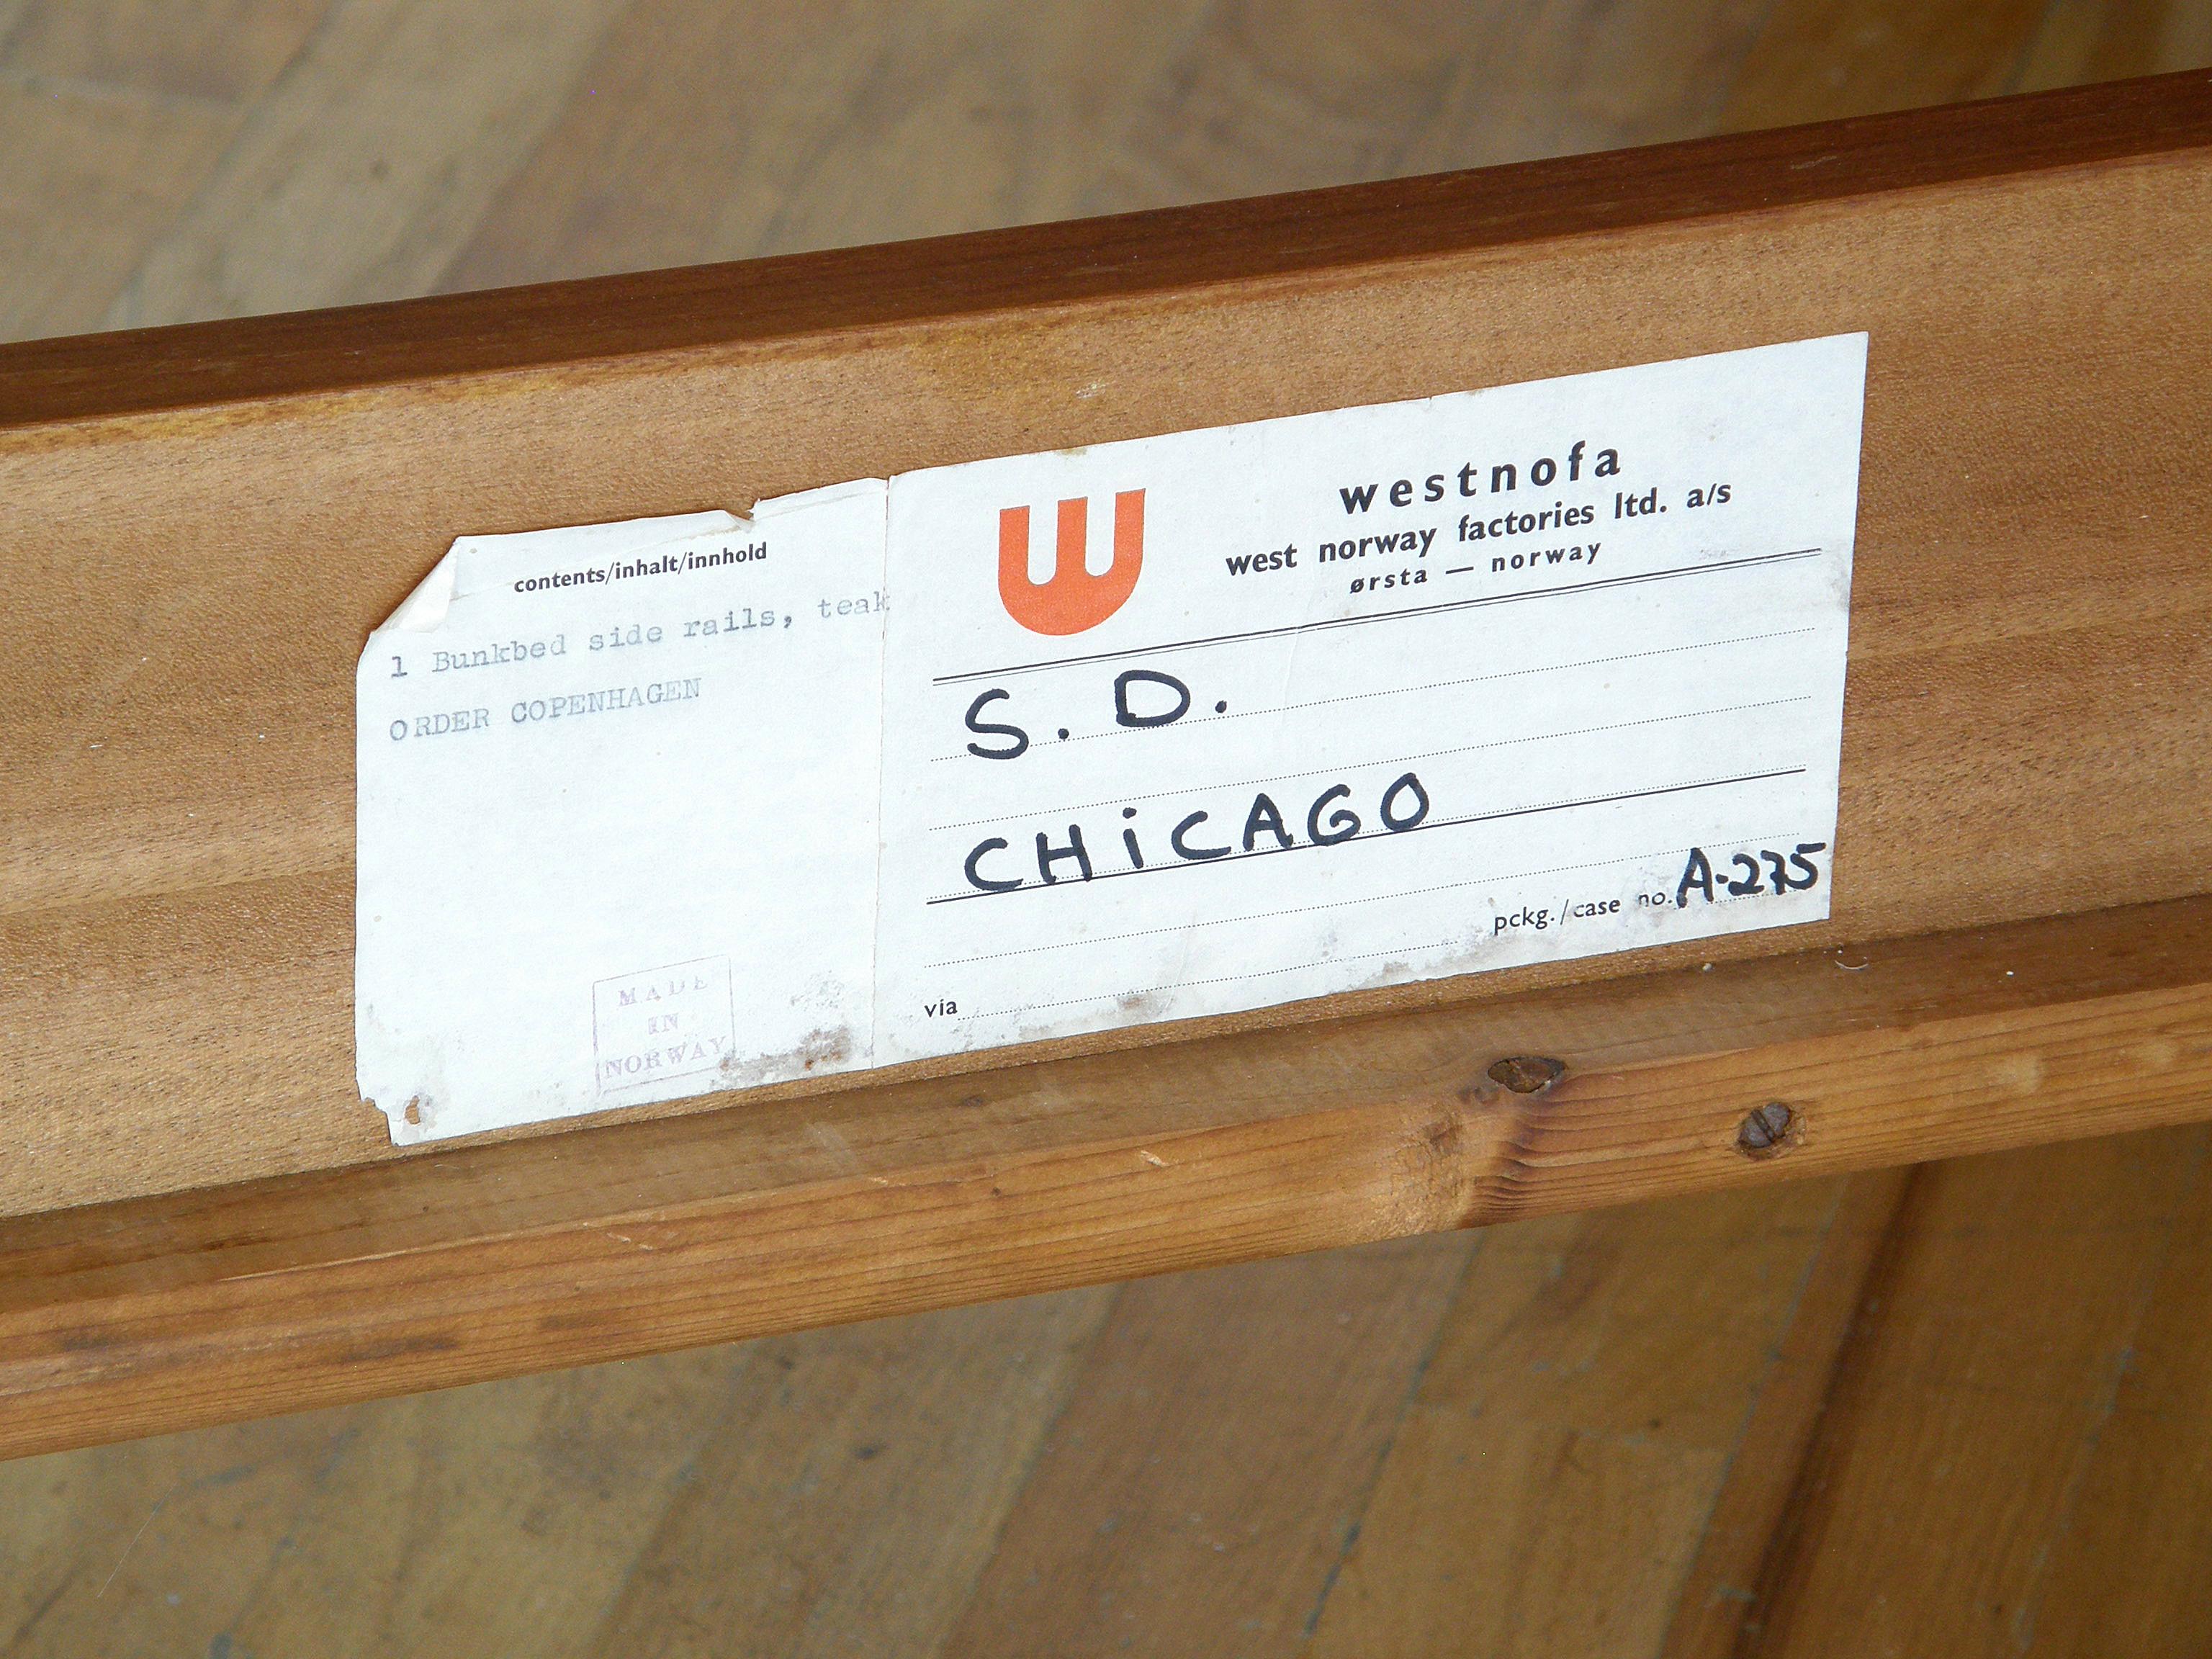 contents/inhalt/innhold
1 Bunkbed side rails, teak
ORDER COPENHAGEN
MADE
IN
NORWAY
W
westnofa
west norway factories ltd. a/s
ørsta — norway
S. D.
CHiCAGO
pckg./case no. A-275
via